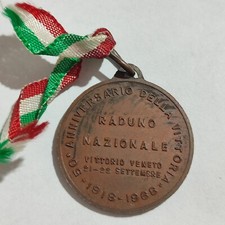 50° ANNIVERSARIO DELLA VITTORIA
RADUNO
NAZIONALE
VITTORIO VENETO
21-22 SETTEMBRE
1918-1968